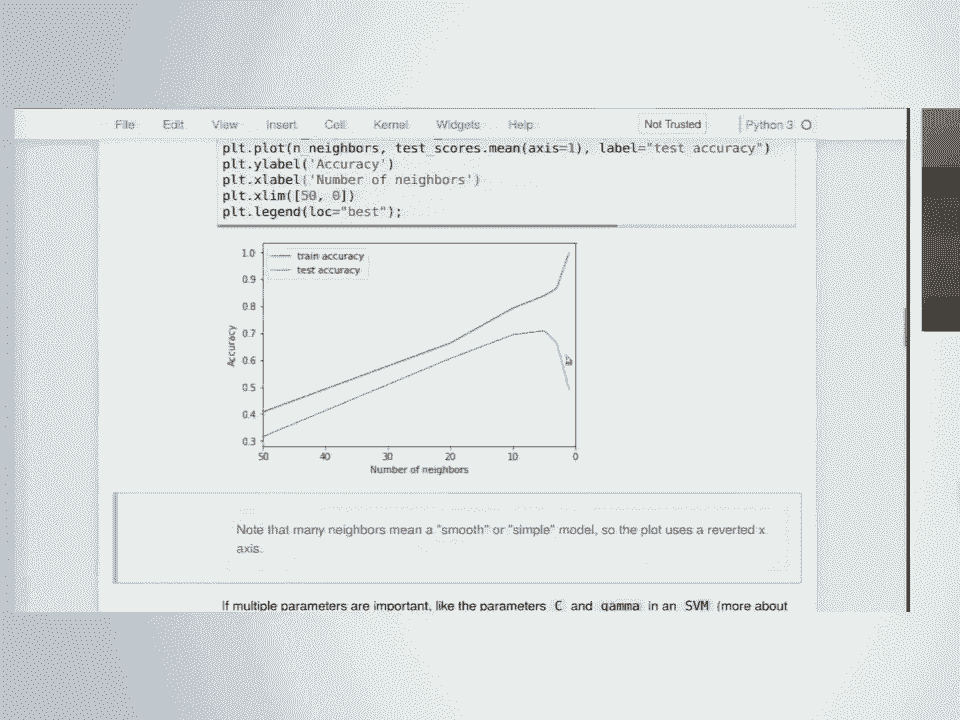 File Edit View Insert Cell Kernel Widgets Help Not Trusted Python 3
plt.plot(n_neighbors, test_scores.mean(axis=1), label="test accuracy")
plt.ylabel('Accuracy')
plt.xlabel('Number of neighbors')
plt.xlim([50, 0])
plt.legend(loc="best");
train accuracy
test accuracy
1.0
0.9
0.8
0.7
0.6
0.5
0.4
0.3
Accuracy
50 40 30 20 10 0
Number of neighbors
Note that many neighbors mean a "smooth" or "simple" model, so the plot uses a reverted x
axis.
If multiple parameters are important, like the parameters C and gamma in an SVM (more about